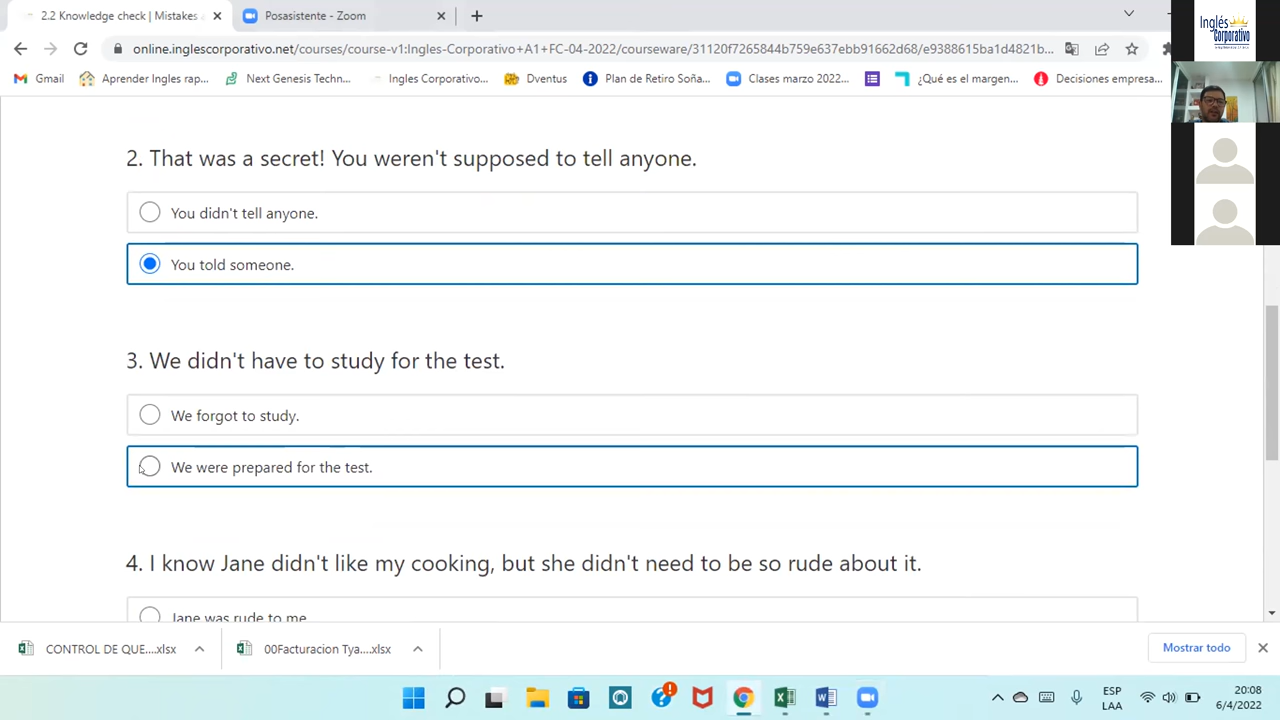 2.2 Knowledge check | Mistakes
Posasistente - Zoom
online.inglescorporativo.net/courses/course-v1:Ingles-Corporativo+A1+FC-04-2022/courseware/31120f7265844b759e637ebb91662d68/e9388615ba1d4821b...
Gmail
Aprender Ingles rap...
Next Genesis Techn...
Ingles Corporativo...
Dventus
Plan de Retiro Soña...
Clases marzo 2022...
¿Qué es el margen...
Decisiones empresa...
Inglés
Corporativo
2. That was a secret! You weren't supposed to tell anyone.
You didn't tell anyone.
You told someone.
3. We didn't have to study for the test.
We forgot to study.
We were prepared for the test.
4. I know Jane didn't like my cooking, but she didn't need to be so rude about it.
Jane was rude to me
CONTROL DE QUE....xlsx
00Facturacion Tya....xlsx
Mostrar todo
ESP
LAA
20:08
6/4/2022